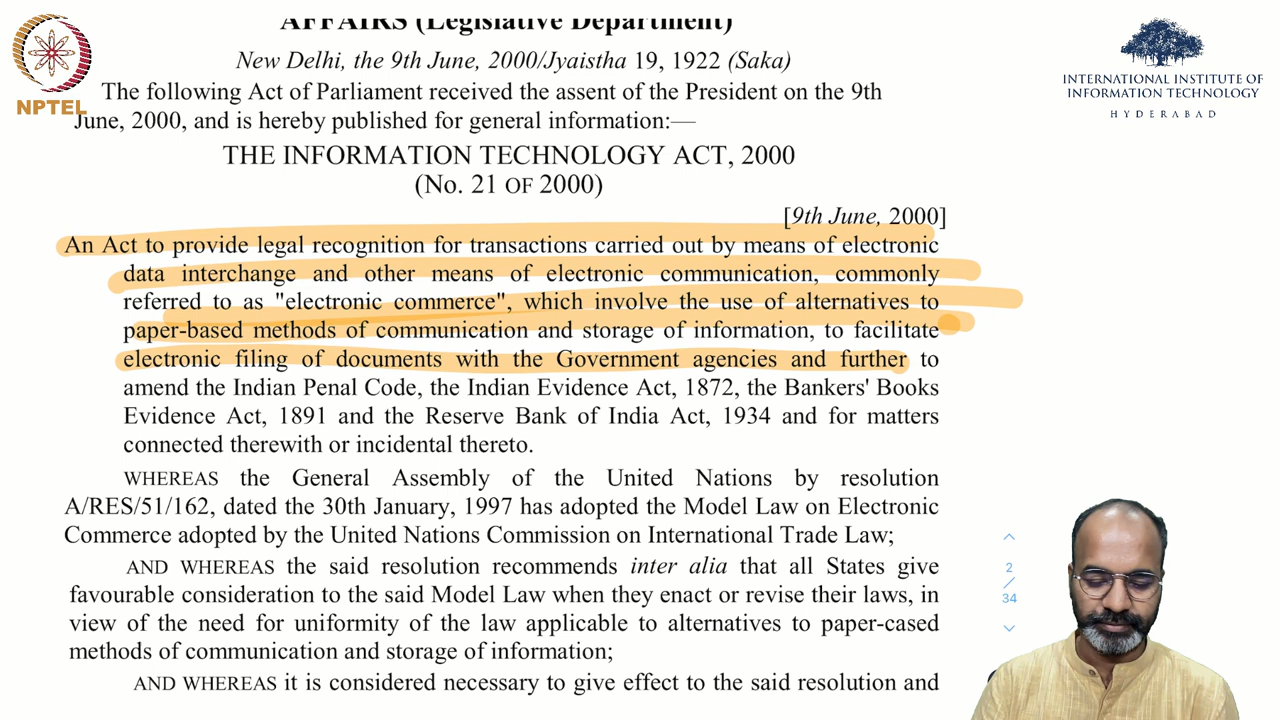 AFFAIRS (Legislative Department)
New Delhi, the 9th June, 2000/Jyaistha 19, 1922 (Saka)
The following Act of Parliament received the assent of the President on the 9th
June, 2000, and is hereby published for general information:—
THE INFORMATION TECHNOLOGY ACT, 2000
(No. 21 OF 2000)
[9th June, 2000]
An Act to provide legal recognition for transactions carried out by means of electronic
data interchange and other means of electronic communication, commonly
referred to as "electronic commerce", which involve the use of alternatives to
paper-based methods of communication and storage of information, to facilitate
electronic filing of documents with the Government agencies and further to
amend the Indian Penal Code, the Indian Evidence Act, 1872, the Bankers' Books
Evidence Act, 1891 and the Reserve Bank of India Act, 1934 and for matters
connected therewith or incidental thereto.
WHEREAS the General Assembly of the United Nations by resolution
A/RES/51/162, dated the 30th January, 1997 has adopted the Model Law on Electronic
Commerce adopted by the United Nations Commission on International Trade Law;
AND WHEREAS the said resolution recommends inter alia that all States give
favourable consideration to the said Model Law when they enact or revise their laws, in
view of the need for uniformity of the law applicable to alternatives to paper-cased
methods of communication and storage of information;
AND WHEREAS it is considered necessary to give effect to the said resolution and
NPTEL
INTERNATIONAL INSTITUTE OF
INFORMATION TECHNOLOGY
HYDERABAD
2
/
34